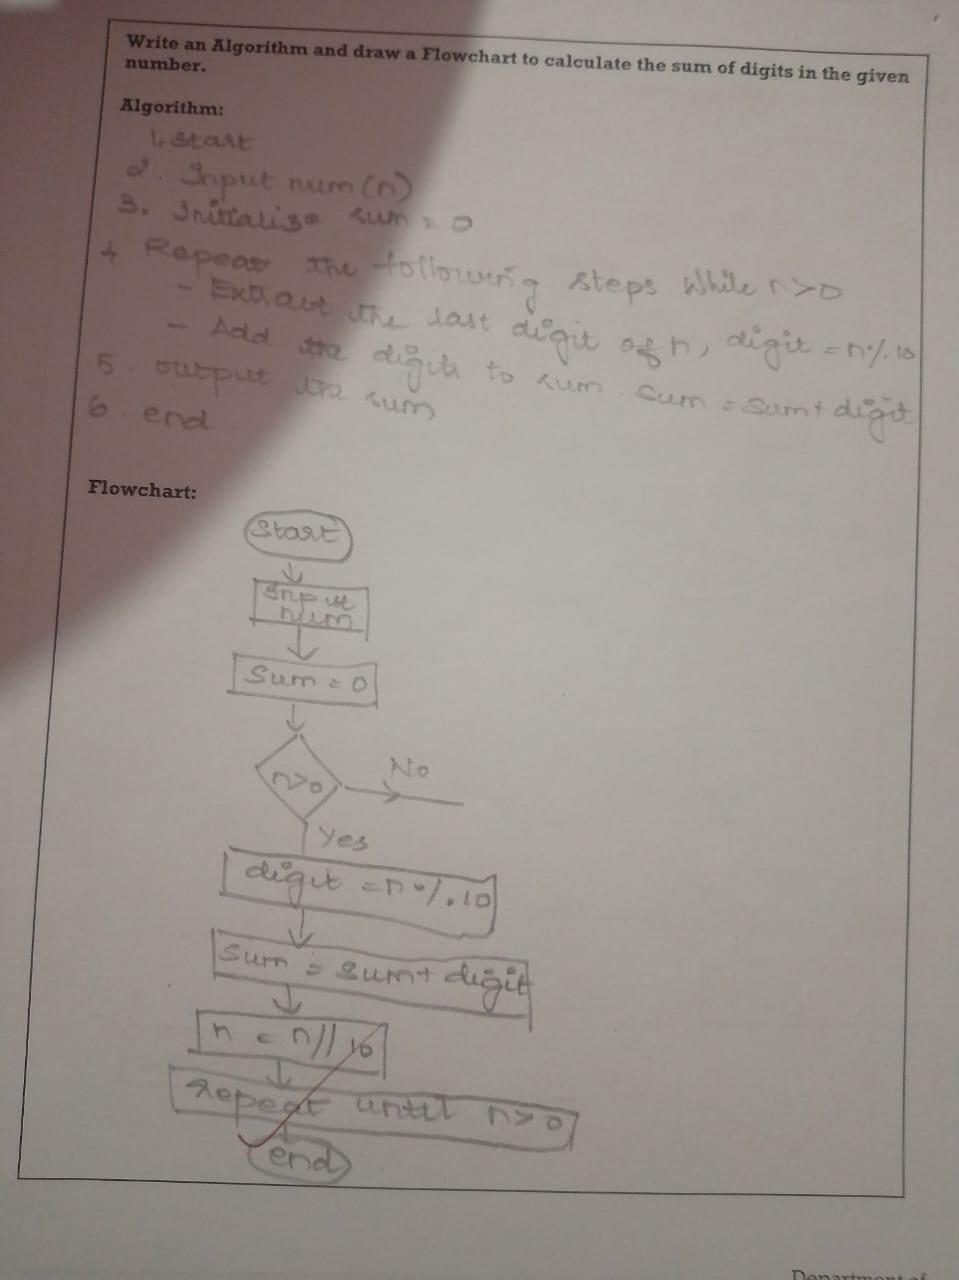 Write an Algorithm and draw a Flowchart to calculate the sum of digits in the given
number.
Algorithm:
1. Start
2. Input num (n)
3. Initialize sum = 0
4 Repeat the following steps while n>0
- Extract the last digit of n, digit = n % 10
- Add the digits to sum: sum = sum + digit
5. output the sum
6. end
Flowchart:
Start
Input
num
Sum = 0
n>0
No
Yes
digit = n % 10
Sum = sum + digit
n = n // 10
Repeat until n>0
end
Department of